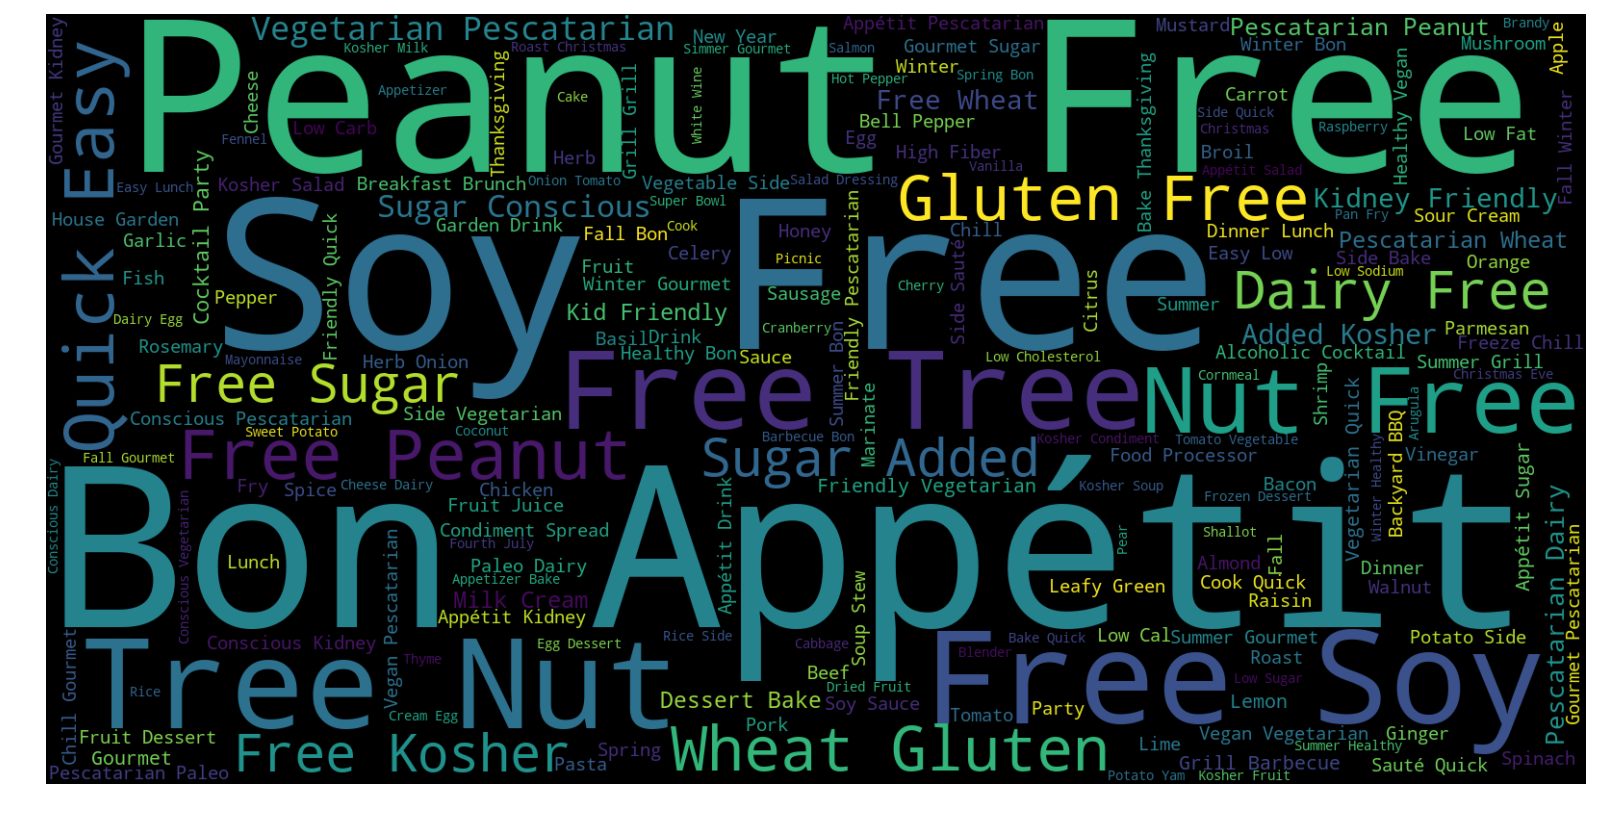 Gourmet Kidney
Quick Easy
Vegetarian Pescatarian
Kosher Milk
Peanut Free
Roast Christmas
New Year
Simmer Gourmet
Appétit Pescatarian
Salmon
Gourmet Sugar
Mustard
Pescatarian Peanut
Brandy
Winter Bon
Mushroom
Apple
Cheese
Appetizer
Thanksgiving
Cake
Grill Grill
White Wine
Hot Pepper
Winter
Spring Bon
Free Wheat
Bake Thanksgiving
Carrot
Healthy Vegan
Fall Winter
Low Carb
Fennel
Herb
Egg
Bell Pepper
High Fiber
Vanilla
Side Quick
Christmas
Raspberry
Low Fat
Broil
Appétit Salad
Easy Lunch
Kosher Salad
Breakfast Brunch
Onion Tomato
Vegetable Side
Salad Dressing
Super Bowl
Gluten Free
Kidney Friendly
Pan Fry
Sour Cream
House Garden
Cocktail Party
Sugar Conscious
Garden Drink
Fall Bon
Cook
Honey
Chill
Dinner Lunch
Pescatarian Wheat
Garlic
Friendly Quick
Soy Free
Celery
Picnic
Friendly Pescatarian
Side Sauté
Easy Low
Side Bake
Low Sodium
Orange
Fish
Fruit
Winter Gourmet
Sausage
Cherry
Citrus
Summer
Dairy Free
Pepper
Dairy Egg
Kid Friendly
Cranberry
Added Kosher
Parmesan
Rosemary
Mayonnaise
Herb Onion
Basil
Drink
Healthy Bon
Sauce
Summer Bon
Low Cholesterol
Alcoholic Cocktail
Freeze Chill
Summer Grill
Free Sugar
Free Tree
Nut Free
Cornmeal
Shrimp
Christmas Eve
Conscious Pescatarian
Side Vegetarian
Marinate
Vegetarian Quick
Backyard BBQ
Arugula
Sweet Potato
Coconut
Barbecue Bon
Kosher Condiment
Tomato Vegetable
Winter Healthy
Fall Gourmet
Free Peanut
Sugar Added
Food Processor
Vinegar
Conscious Dairy
Conscious Vegetarian
Fry
Spice
Cheese Dairy
Chicken
Friendly Vegetarian
Kosher Soup
Frozen Dessert
Bacon
Appétit Sugar
Pescatarian Dairy
Fruit Juice
Bon Appétit
Condiment Spread
Appétit Drink
Pear
Shallot
Fourth July
Lunch
Vegan Pescatarian
Paleo Dairy
Appetizer Bake
Soup Stew
Leafy Green
Almond
Fall
Dinner
Cook Quick
Walnut
Gourmet Pescatarian
Milk Cream
Appétit Kidney
Raisin
Chill Gourmet
Conscious Kidney
Egg Dessert
Rice Side
Cabbage
Bake Quick
Low Cal
Summer Gourmet
Potato Side
Tree Nut
Thyme
Beef
Free Soy
Blender
Roast
Rice
Dried Fruit
Low Sugar
Dessert Bake
Soy Sauce
Lemon
Cream Egg
Tomato
Party
Fruit Dessert
Pork
Gourmet
Free Kosher
Spring
Wheat Gluten
Lime
Vegan Vegetarian
Ginger
Summer Healthy
Pasta
Grill Barbecue
Sauté Quick
Spinach
Pescatarian Paleo
Potato Yam
Kosher Fruit